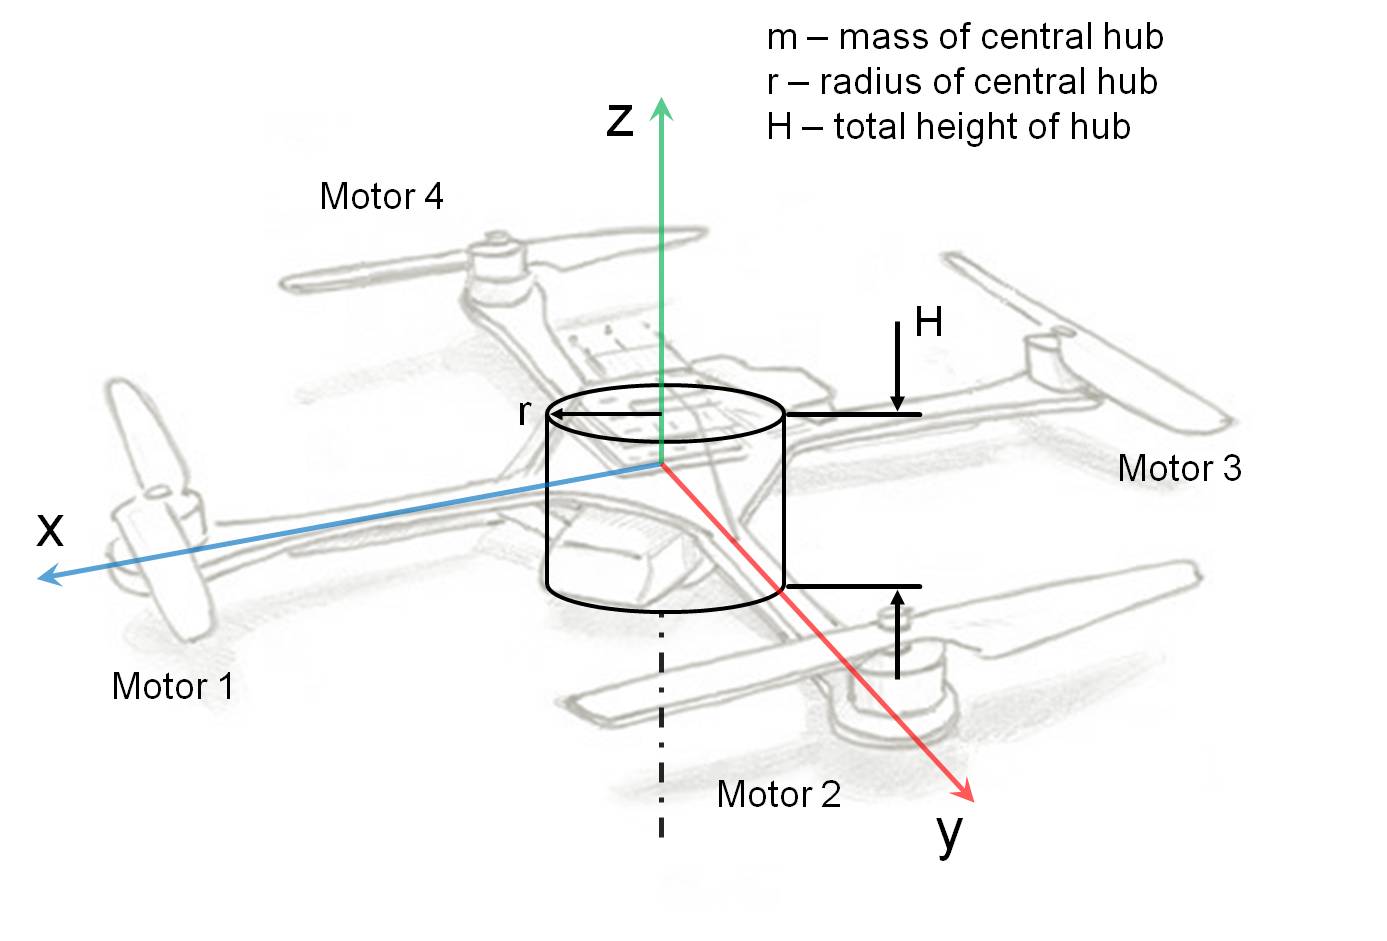 m – mass of central hub
r – radius of central hub
H – total height of hub
z
Motor 4
H
r
Motor 3
x
Motor 1
Motor 2
y